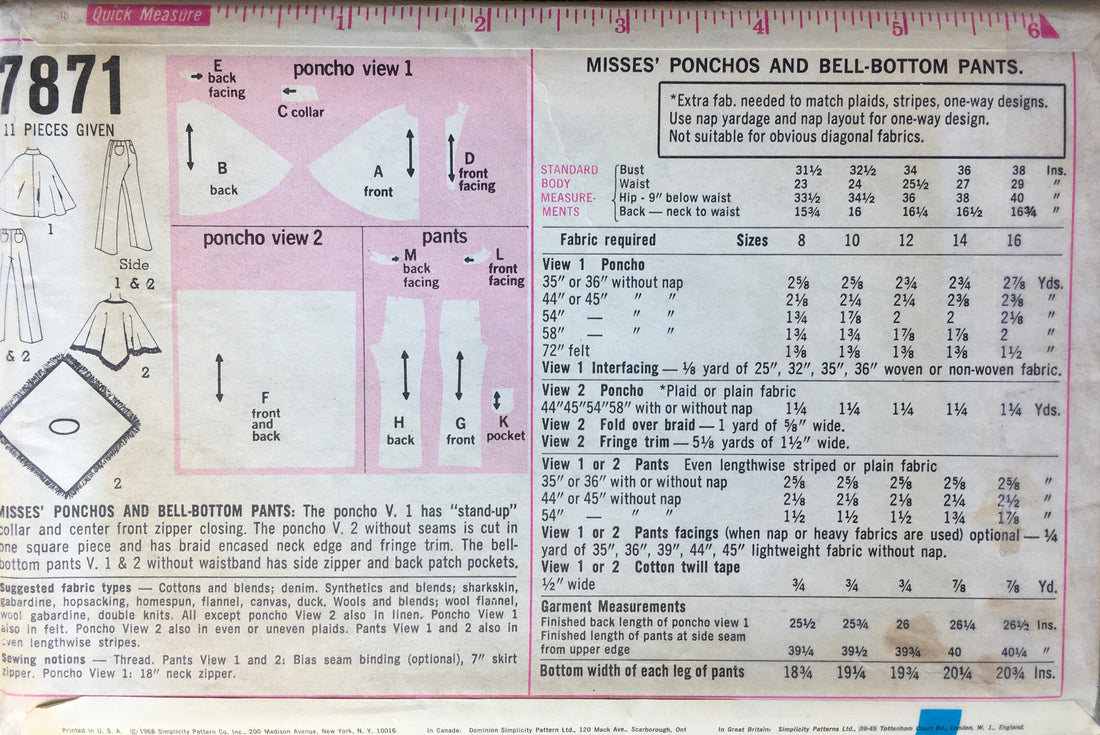 Quick Measure 1 2 3 4 5 6
7871
11 PIECES GIVEN
1
Side
1 & 2
& 2
2
2
poncho view 1
E
back
facing
C collar
B
back
A
front
D
front
facing
poncho view 2
F
front
and
back
pants
M
back
facing
L
front
facing
H
back
G
front
K
pocket
MISSES' PONCHOS AND BELL-BOTTOM PANTS: The poncho V. 1 has "stand-up"
collar and center front zipper closing. The poncho V. 2 without seams is cut in
one square piece and has braid encased neck edge and fringe trim. The bell-
bottom pants V. 1 & 2 without waistband has side zipper and back patch pockets.
Suggested fabric types — Cottons and blends; denim. Synthetics and blends; sharkskin,
gabardine, hopsacking, homespun, flannel, canvas, duck. Wools and blends; wool flannel,
wool gabardine, double knits. All except poncho View 2 also in linen. Poncho View 1
also in felt. Poncho View 2 also in even or uneven plaids. Pants View 1 and 2 also in
even lengthwise stripes.
Sewing notions — Thread. Pants View 1 and 2: Bias seam binding (optional), 7" skirt
zipper. Poncho View 1: 18" neck zipper.
MISSES' PONCHOS AND BELL-BOTTOM PANTS.
*Extra fab. needed to match plaids, stripes, one-way designs.
Use nap yardage and nap layout for one-way design.
Not suitable for obvious diagonal fabrics.
STANDARD BODY MEASURE- MENTS
Bust 31½ 32½ 34 36 38 Ins.
Waist 23 24 25½ 27 29 "
Hip - 9" below waist 33½ 34½ 36 38 40 "
Back — neck to waist 15¾ 16 16¼ 16½ 16¾ "
Fabric required Sizes 8 10 12 14 16
View 1 Poncho
35" or 36" without nap 2⅝ 2⅝ 2¾ 2¾ 2⅞ Yds.
44" or 45" " " 2⅛ 2¼ 2¼ 2⅜ 2⅜ "
54" — " " 1¾ 1⅞ 2 2 2⅛ "
58" — " " 1¾ 1¾ 1⅞ 1⅞ 2 "
72" felt 1⅜ 1⅜ 1⅜ 1⅜ 1½ "
View 1 Interfacing — ⅛ yard of 25", 32", 35", 36" woven or non-woven fabric.
View 2 Poncho *Plaid or plain fabric
44"45"54"58" with or without nap 1¼ 1¼ 1¼ 1¼ 1¼ Yds.
View 2 Fold over braid — 1 yard of ⅝" wide.
View 2 Fringe trim — 5⅛ yards of 1½" wide.
View 1 or 2 Pants Even lengthwise striped or plain fabric
35" or 36" with or without nap 2⅝ 2⅝ 2⅝ 2⅝ 2⅝ "
44" or 45" without nap 2⅛ 2⅛ 2⅛ 2¼ 2½ "
54" — " " 1½ 1½ 1½ 1¾ 1⅞ "
View 1 or 2 Pants facings (when nap or heavy fabrics are used) optional — ¼
yard of 35", 36", 39", 44", 45" lightweight fabric without nap.
View 1 or 2 Cotton twill tape
½" wide ¾ ¾ ¾ ⅞ ⅞ Yd.
Garment Measurements
Finished back length of poncho view 1 25½ 25¾ 26 26¼ 26½ Ins.
Finished length of pants at side seam
from upper edge 39¼ 39½ 39¾ 40 40¼ "
Bottom width of each leg of pants 18¾ 19¼ 19¾ 20¼ 20¾ Ins.
Printed in U. S. A. © 1968 Simplicity Pattern Co. Inc., 200 Madison Avenue, New York, N. Y. 10016 In Canada: Dominion Simplicity Pattern Ltd., 120 Mack Ave., Scarborough, Ont In Great Britain: Simplicity Patterns Ltd., 39-45 Tottenham Court Rd., London, W. 1., England.